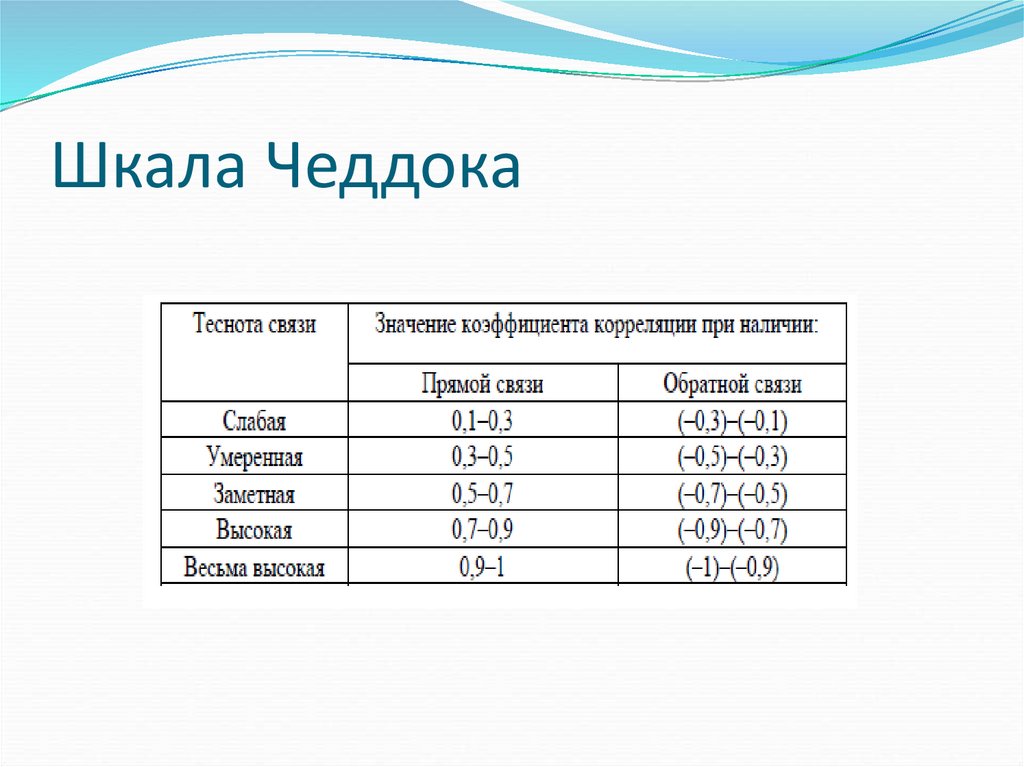 Шкала Чеддока
Теснота связи Значение коэффициента корреляции при наличии:
Прямой связи Обратной связи
Слабая 0,1–0,3 (–0,3)–(–0,1)
Умеренная 0,3–0,5 (–0,5)–(–0,3)
Заметная 0,5–0,7 (–0,7)–(–0,5)
Высокая 0,7–0,9 (–0,9)–(–0,7)
Весьма высокая 0,9–1 (–1)–(–0,9)